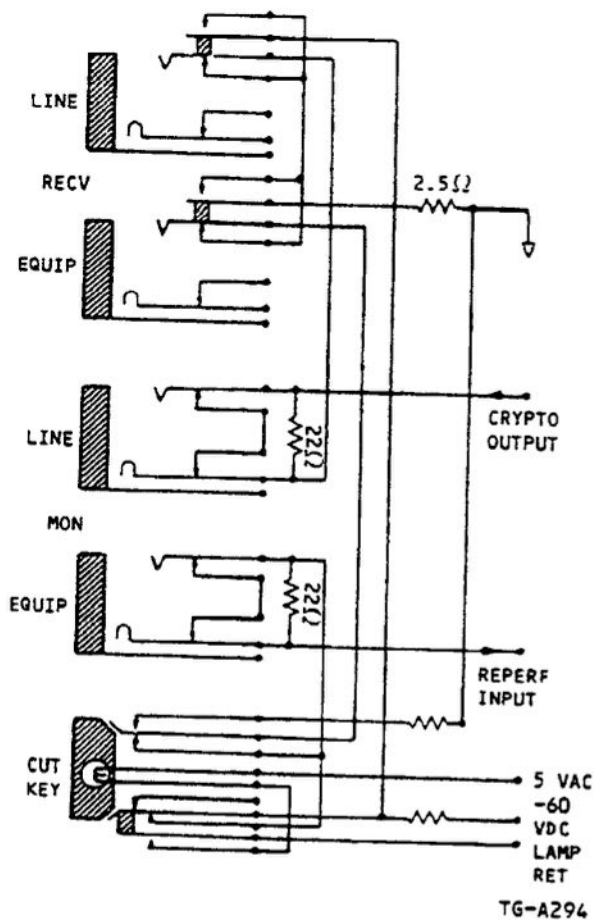 LINE
RECV
2.5Ω
EQUIP
LINE
22Ω
CRYPTO
OUTPUT
MON
EQUIP
22Ω
REPERF
INPUT
CUT
KEY
5 VAC
-60
VDC
LAMP
RET
TG-A294